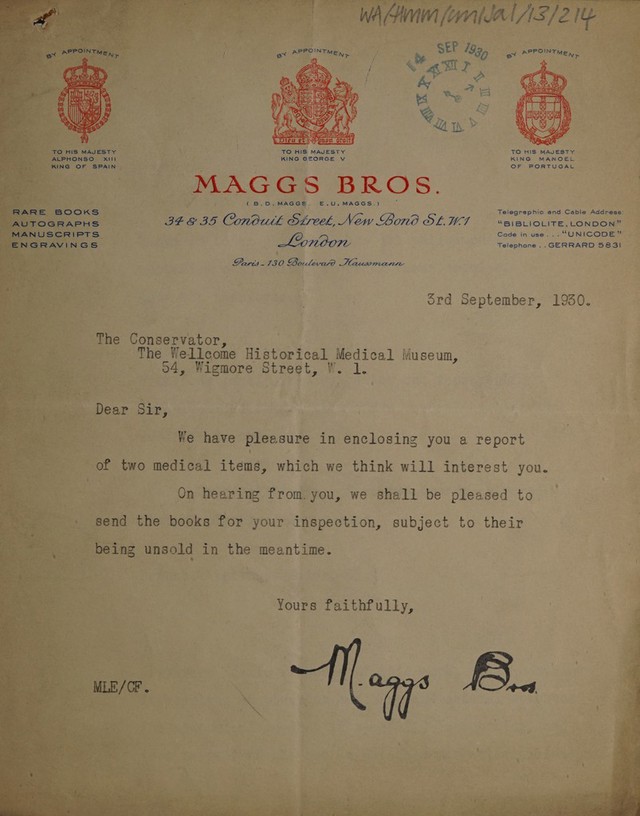 WA/HMM/cm/Sal/13/214
4 SEP 1930
BY APPOINTMENT
TO HIS MAJESTY
ALPHONSO XIII
KING OF SPAIN
BY APPOINTMENT
TO HIS MAJESTY
KING GEORGE V
BY APPOINTMENT
TO HIS MAJESTY
KING MANOEL
OF PORTUGAL
MAGGS BROS.
(B.D. MAGGS. E.U. MAGGS.)
RARE BOOKS
AUTOGRAPHS
MANUSCRIPTS
ENGRAVINGS
34 & 35 Conduit Street, New Bond St. W.1
London
Paris - 130 Boulevard Haussmann
Telegraphic and Cable Address:
"BIBLIOLITE, LONDON"
Code in use ... "UNICODE"
Telephone .. GERRARD 5831
3rd September, 1930.
The Conservator,
The Wellcome Historical Medical Museum,
54, Wigmore Street, W. 1.
Dear Sir,
We have pleasure in enclosing you a report
of two medical items, which we think will interest you.
On hearing from you, we shall be pleased to
send the books for your inspection, subject to their
being unsold in the meantime.
Yours faithfully,
Maggs Bros.
MLE/CF.